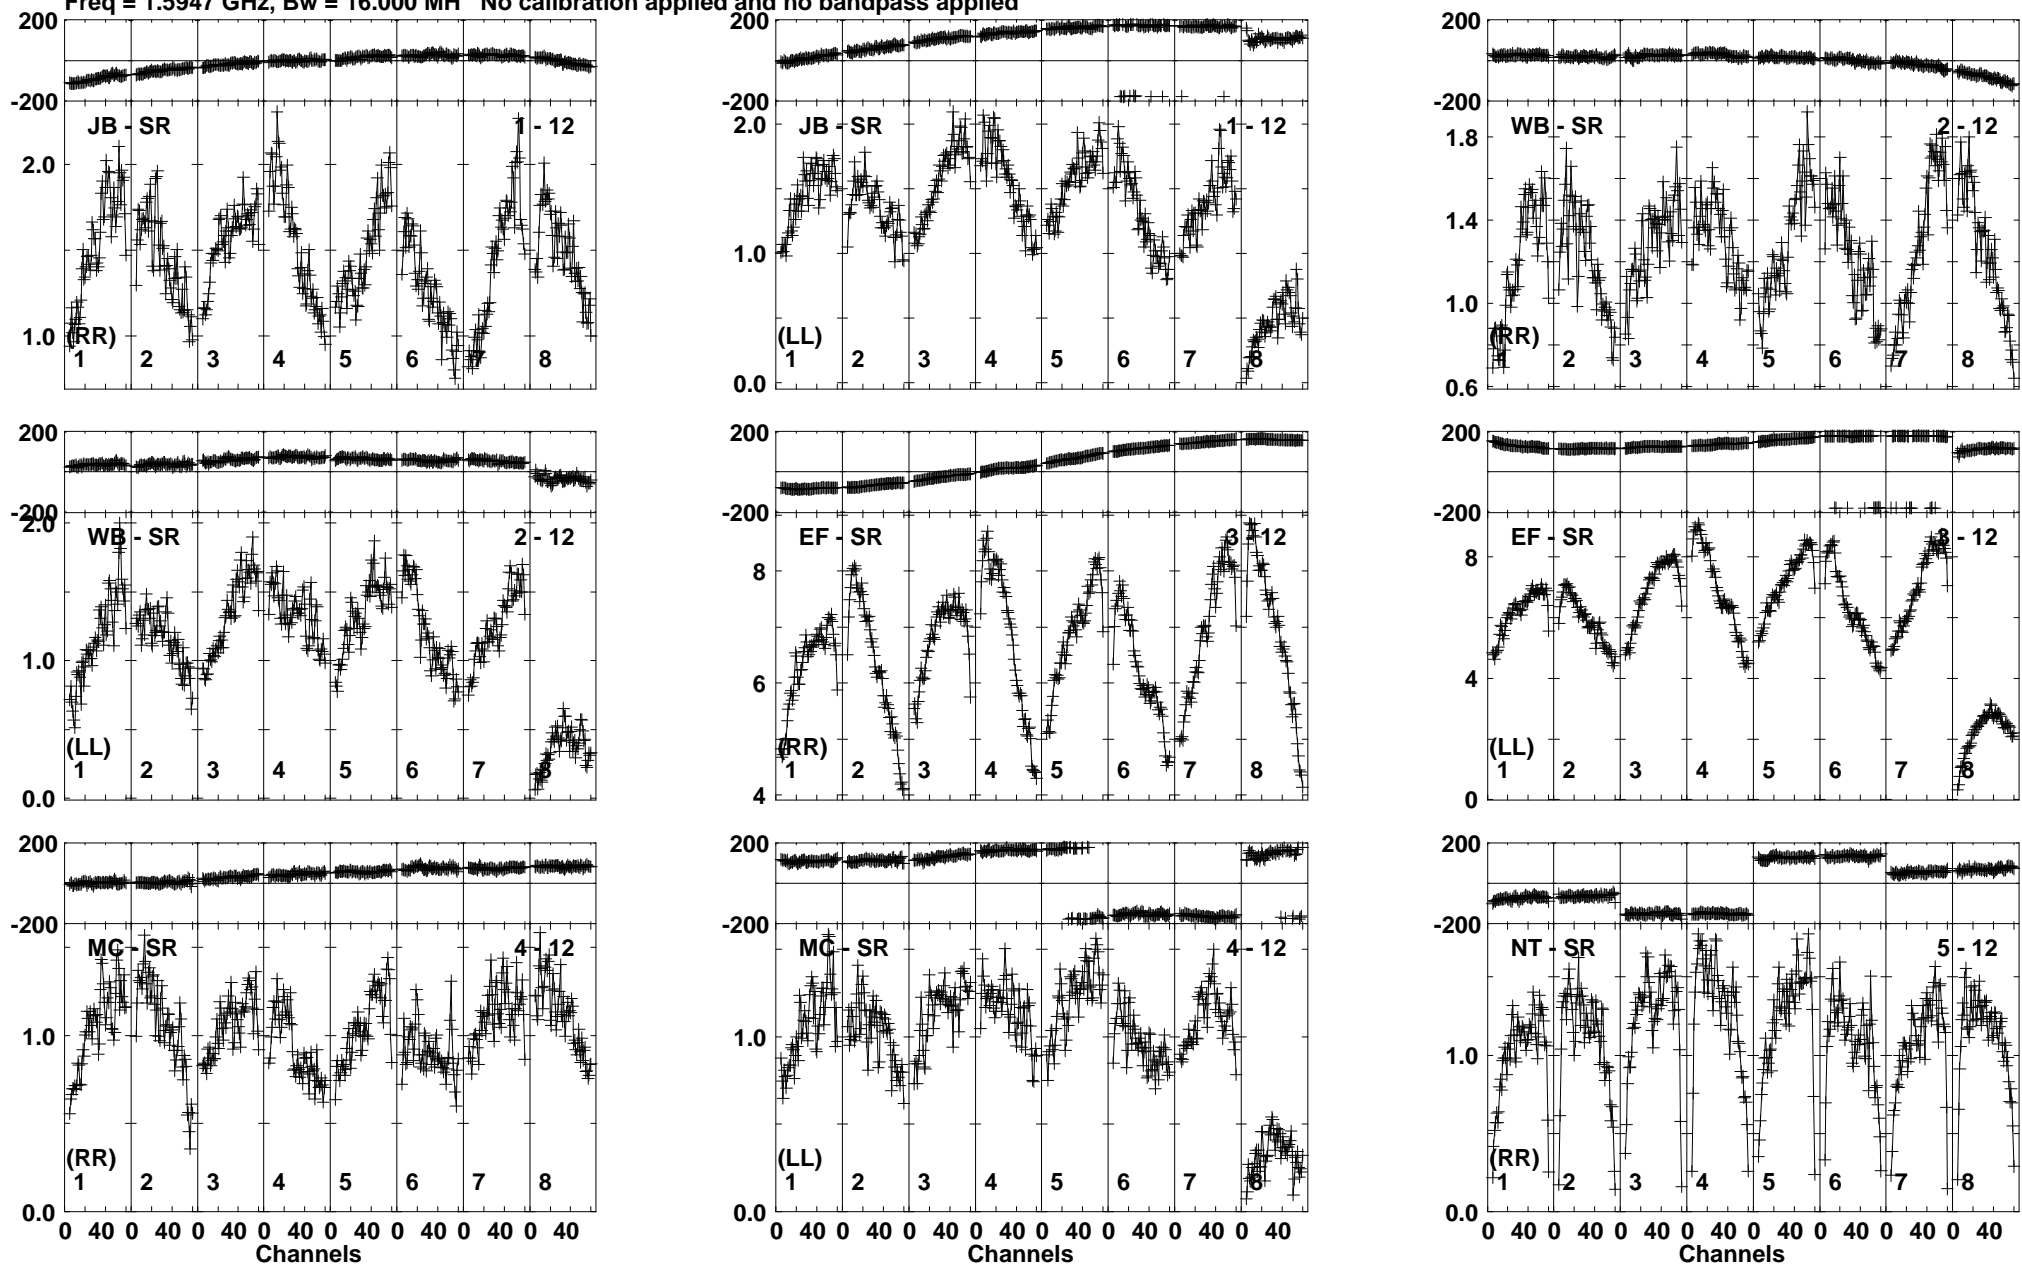 Freq = 1.5947 GHz, Bw = 16.000 MH No calibration applied and no bandpass applied
200 200 200
-200 -200 -200
JB - SR 1 - 12 JB - SR 1 - 12 WB - SR 2 - 12
2.0 2.0 1.8
1.4
1.0 1.0 1.0
(RR) (LL) (RR)
1 2 3 4 5 6 7 8 1 2 3 4 5 6 7 8 1 2 3 4 5 6 7 8
0.0 0.6
200 200 200
-200 -200 -200
2.0
WB - SR 2 - 12 EF - SR 3 - 12 EF - SR 3 - 12
8 8
1.0 6 4
(LL) (RR) (LL)
1 2 3 4 5 6 7 8 1 2 3 4 5 6 7 8 1 2 3 4 5 6 7 8
0.0 4 0
200 200 200
-200 -200 -200
MC - SR 4 - 12 MC - SR 4 - 12 NT - SR 5 - 12
1.0 1.0 1.0
(RR) (LL) (RR)
1 2 3 4 5 6 7 8 1 2 3 4 5 6 7 8 1 2 3 4 5 6 7 8
0.0 0.0 0.0
0 40 0 40 0 40 0 40 0 40 0 40 0 40 0 40 0 40 0 40 0 40 0 40 0 40 0 40 0 40 0 40 0 40 0 40 0 40 0 40 0 40 0 40 0 40 0 40
Channels Channels Channels